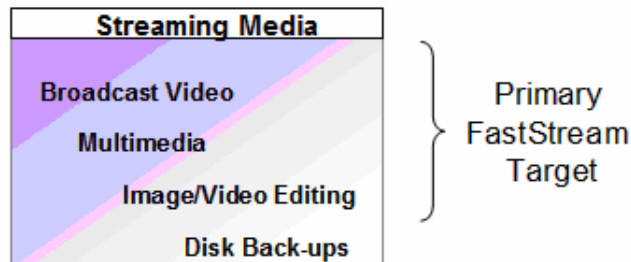 Streaming Media
Broadcast Video
Multimedia
Image/Video Editing
Disk Back-ups
Primary
FastStream
Target